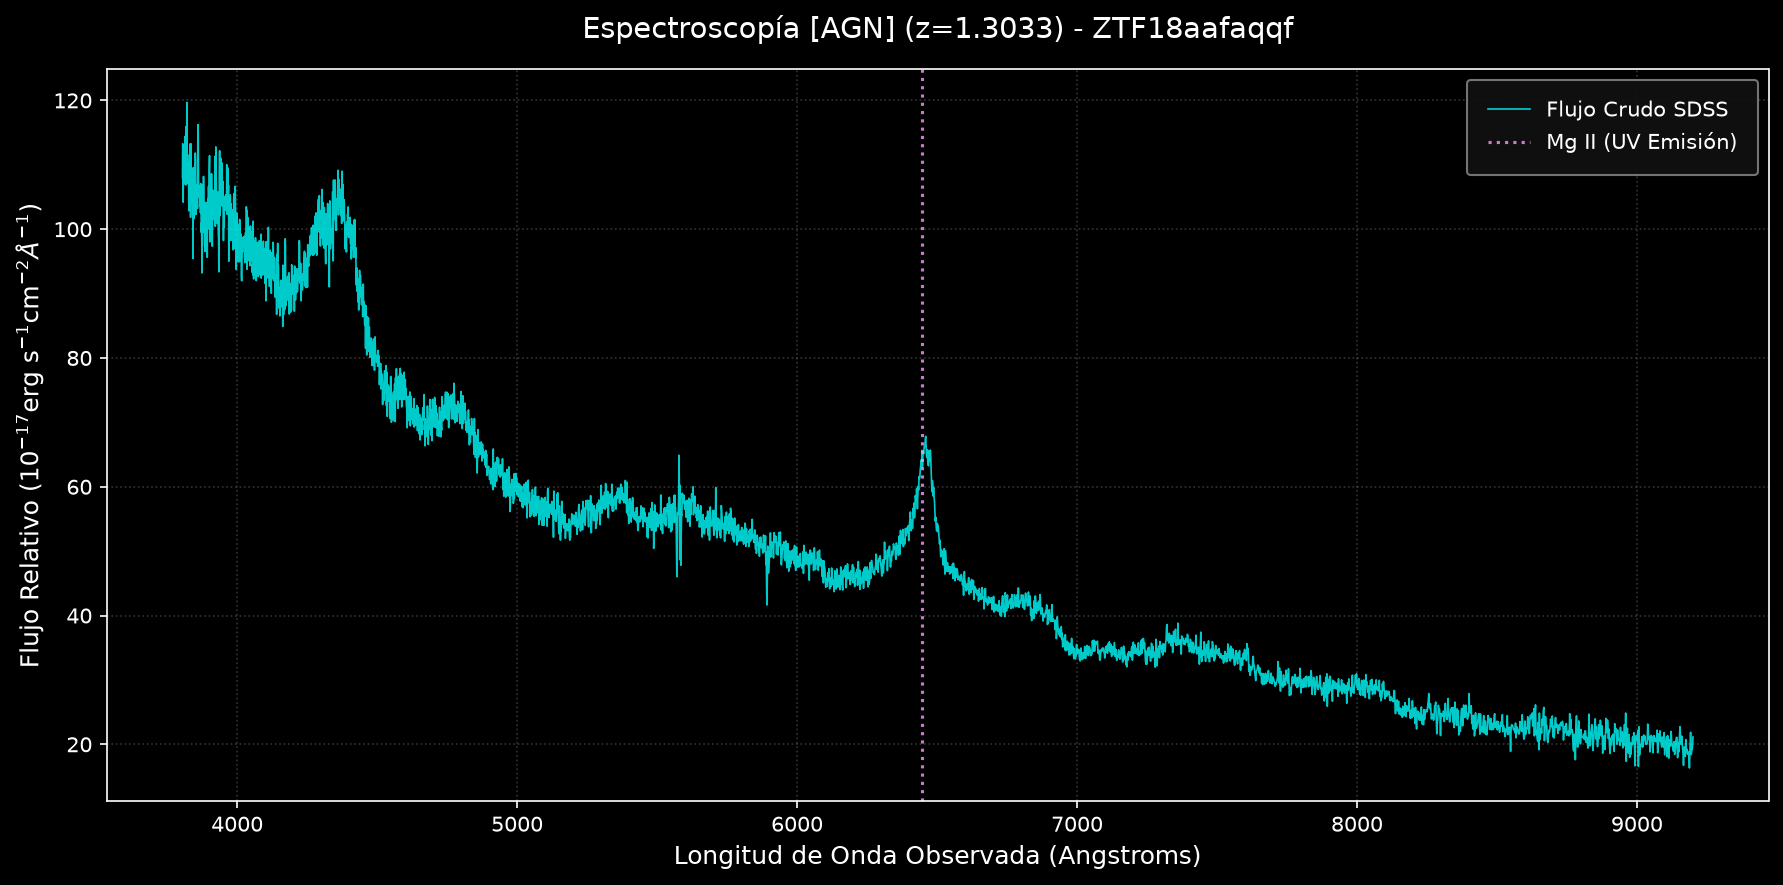 Espectroscopía [AGN] (z=1.3033) - ZTF18aafaqqf
Flujo Crudo SDSS
Mg II (UV Emisión)
Flujo Relativo (10⁻¹⁷erg s⁻¹cm⁻²Å⁻¹)
120
100
80
60
40
20
4000 5000 6000 7000 8000 9000
Longitud de Onda Observada (Angstroms)